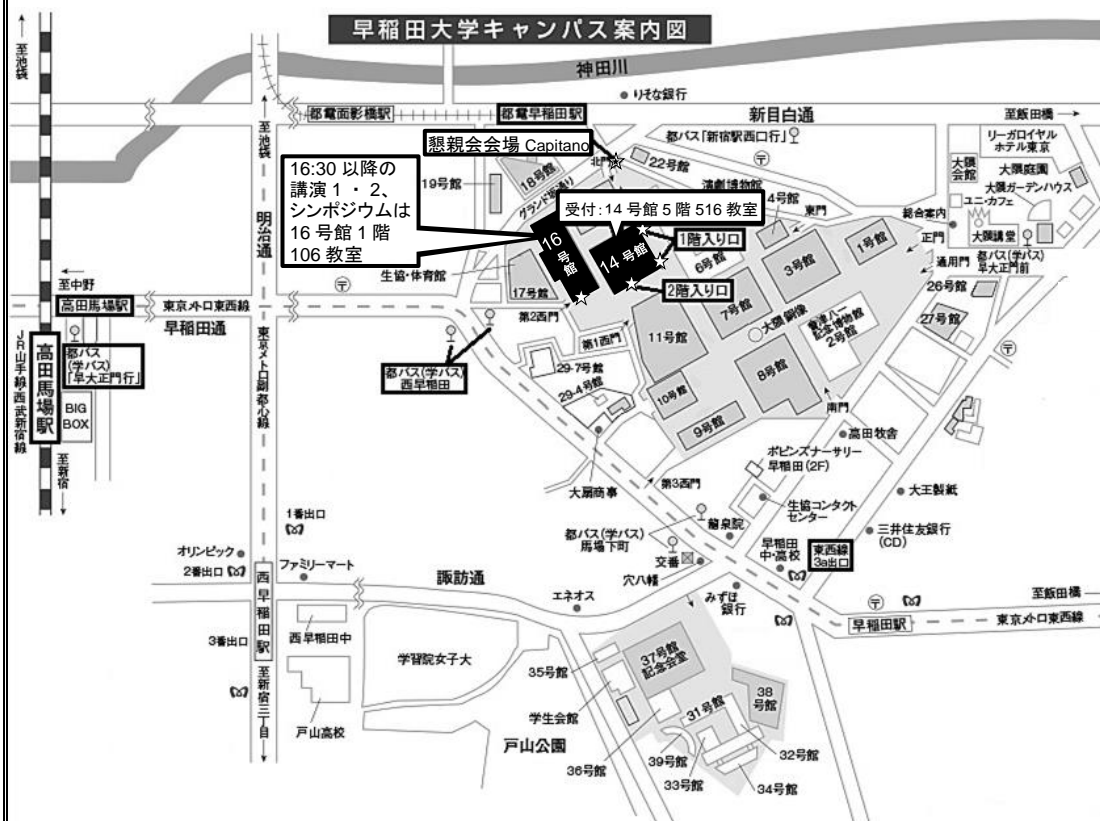 早稲田大学キャンパス案内図
至池袋
神田川
りそな銀行
都電面影橋駅
都電早稲田駅
新目白通
至飯田橋
至池袋
都バス「新宿駅西口行」
リーガロイヤル
ホテル東京
懇親会会場 Capitano
北門
22号館
大隈
会館
大隈庭園
16:30 以降の
講演 1 ・ 2、
シンポジウムは
16 号館 1 階
106 教室
19号館
18号館
グランド坂通り
演劇博物館
大隈ガーデンハウス
ユニ・カフェ
受付:14 号館 5 階 516 教室
4号館
東門
総合案内
大隈講堂
正門
明治通
16
号館
14 号館
1階入り口
6号館
3号館
1号館
通用門
都バス(学バス)
早大正門前
生協・体育館
17号館
2階入り口
26号館
至中野
高田馬場駅
東京メトロ東西線
早稲田通
第2西門
第1西門
7号館
大隈銅像
會津八一
記念博物館
2号館
27号館
11号館
JR山手線・西武新宿線
高田馬場駅
都バス
(学バス)
「早大正門行」
東京メトロ副都心線
都バス(学バス)
西早稲田
29-7号館
29-4号館
8号館
10号館
BIG
BOX
9号館
南門
高田牧舎
至新宿
ポピンズナーサリー
早稲田(2F)
大扇商事
第3西門
大王製紙
生協コンタクト
センター
1番出口
都バス(学バス)
馬場下町
龍泉院
三井住友銀行
(CD)
オリンピック
2番出口
ファミリーマート
諏訪通
交番
早稲田
中・高校
東西線
3a出口
穴八幡
エネオス
みずほ
銀行
至飯田橋
西早稲田駅
早稲田駅
東京メトロ東西線
3番出口
西早稲田中
学習院女子大
35号館
37号館
記念会堂
至新宿三丁目
戸山高校
学生会館
31号館
38
号館
戸山公園
36号館
39号館
33号館
32号館
34号館